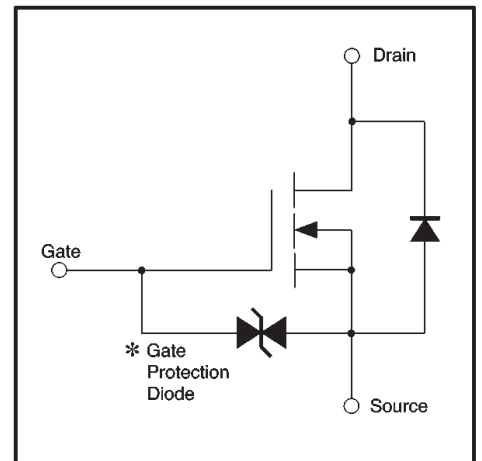 Drain
Gate
* Gate
Protection
Diode
Source